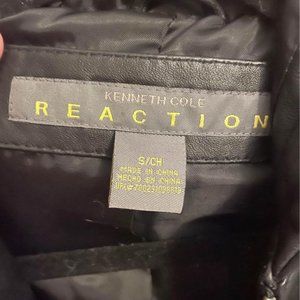 KENNETH COLE
REACTION
S/CH
MADE IN CHINA
HECHO EN CHINA